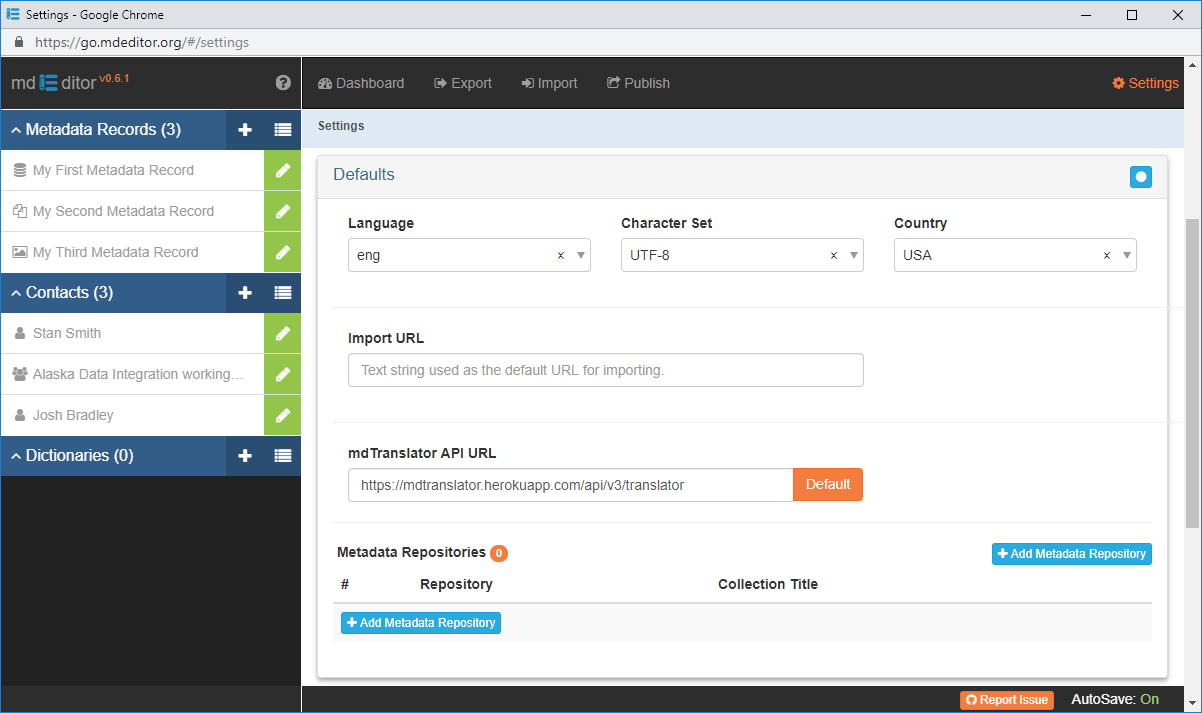 Settings - Google Chrome
https://go.mdeditor.org/#/settings
md ditor v0.6.1
Dashboard Export Import Publish Settings
Metadata Records (3)
My First Metadata Record
My Second Metadata Record
My Third Metadata Record
Contacts (3)
Stan Smith
Alaska Data Integration working...
Josh Bradley
Dictionaries (0)
Settings
Defaults
Language Character Set Country
eng × UTF-8 × USA ×
Import URL
Text string used as the default URL for importing.
mdTranslator API URL
https://mdtranslator.herokuapp.com/api/v3/translator Default
Metadata Repositories 0 Add Metadata Repository
# Repository Collection Title
Add Metadata Repository
Report Issue AutoSave: On